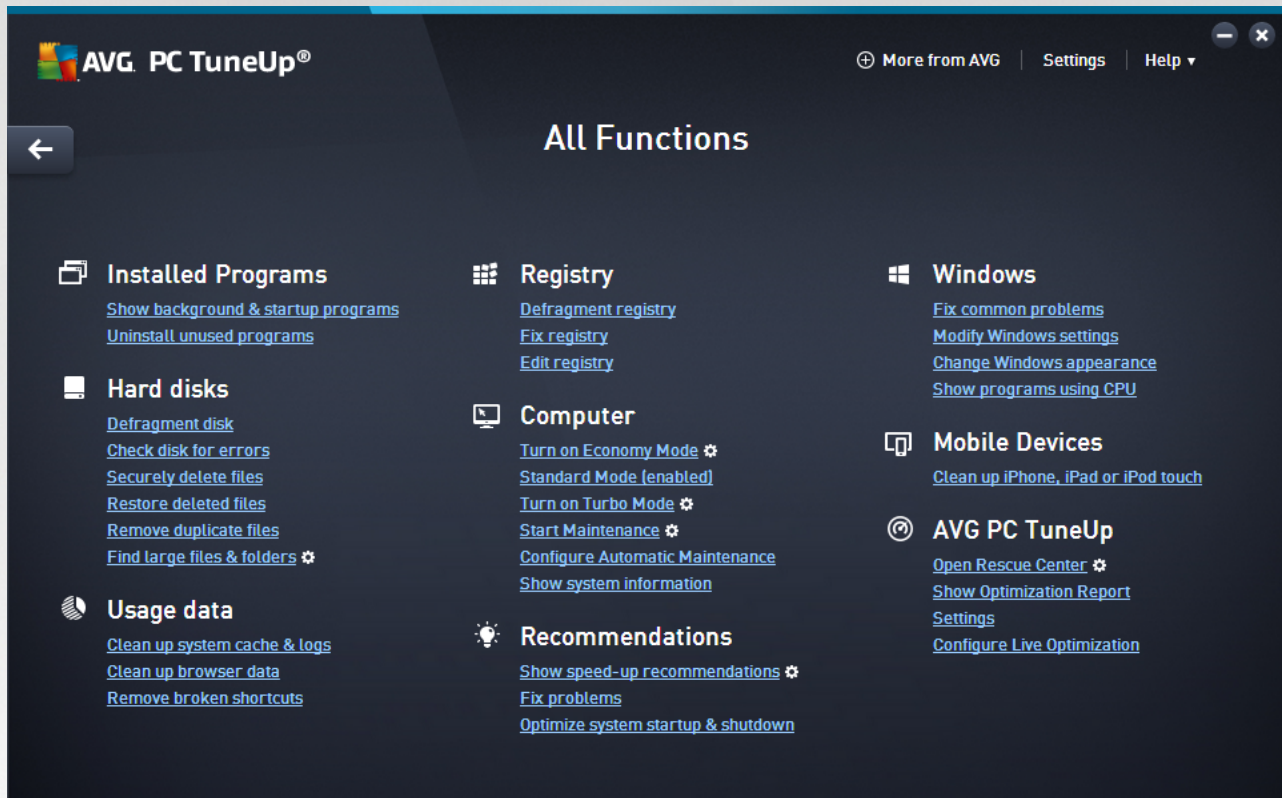 AVG. PC TuneUp®
More from AVG
Settings
Help
All Functions
Installed Programs
Show background & startup programs
Uninstall unused programs
Hard disks
Defragment disk
Check disk for errors
Securely delete files
Restore deleted files
Remove duplicate files
Find large files & folders
Usage data
Clean up system cache & logs
Clean up browser data
Remove broken shortcuts
Registry
Defragment registry
Fix registry
Edit registry
Computer
Turn on Economy Mode
Standard Mode (enabled)
Turn on Turbo Mode
Start Maintenance
Configure Automatic Maintenance
Show system information
Recommendations
Show speed-up recommendations
Fix problems
Optimize system startup & shutdown
Windows
Fix common problems
Modify Windows settings
Change Windows appearance
Show programs using CPU
Mobile Devices
Clean up iPhone, iPad or iPod touch
AVG PC TuneUp
Open Rescue Center
Show Optimization Report
Settings
Configure Live Optimization